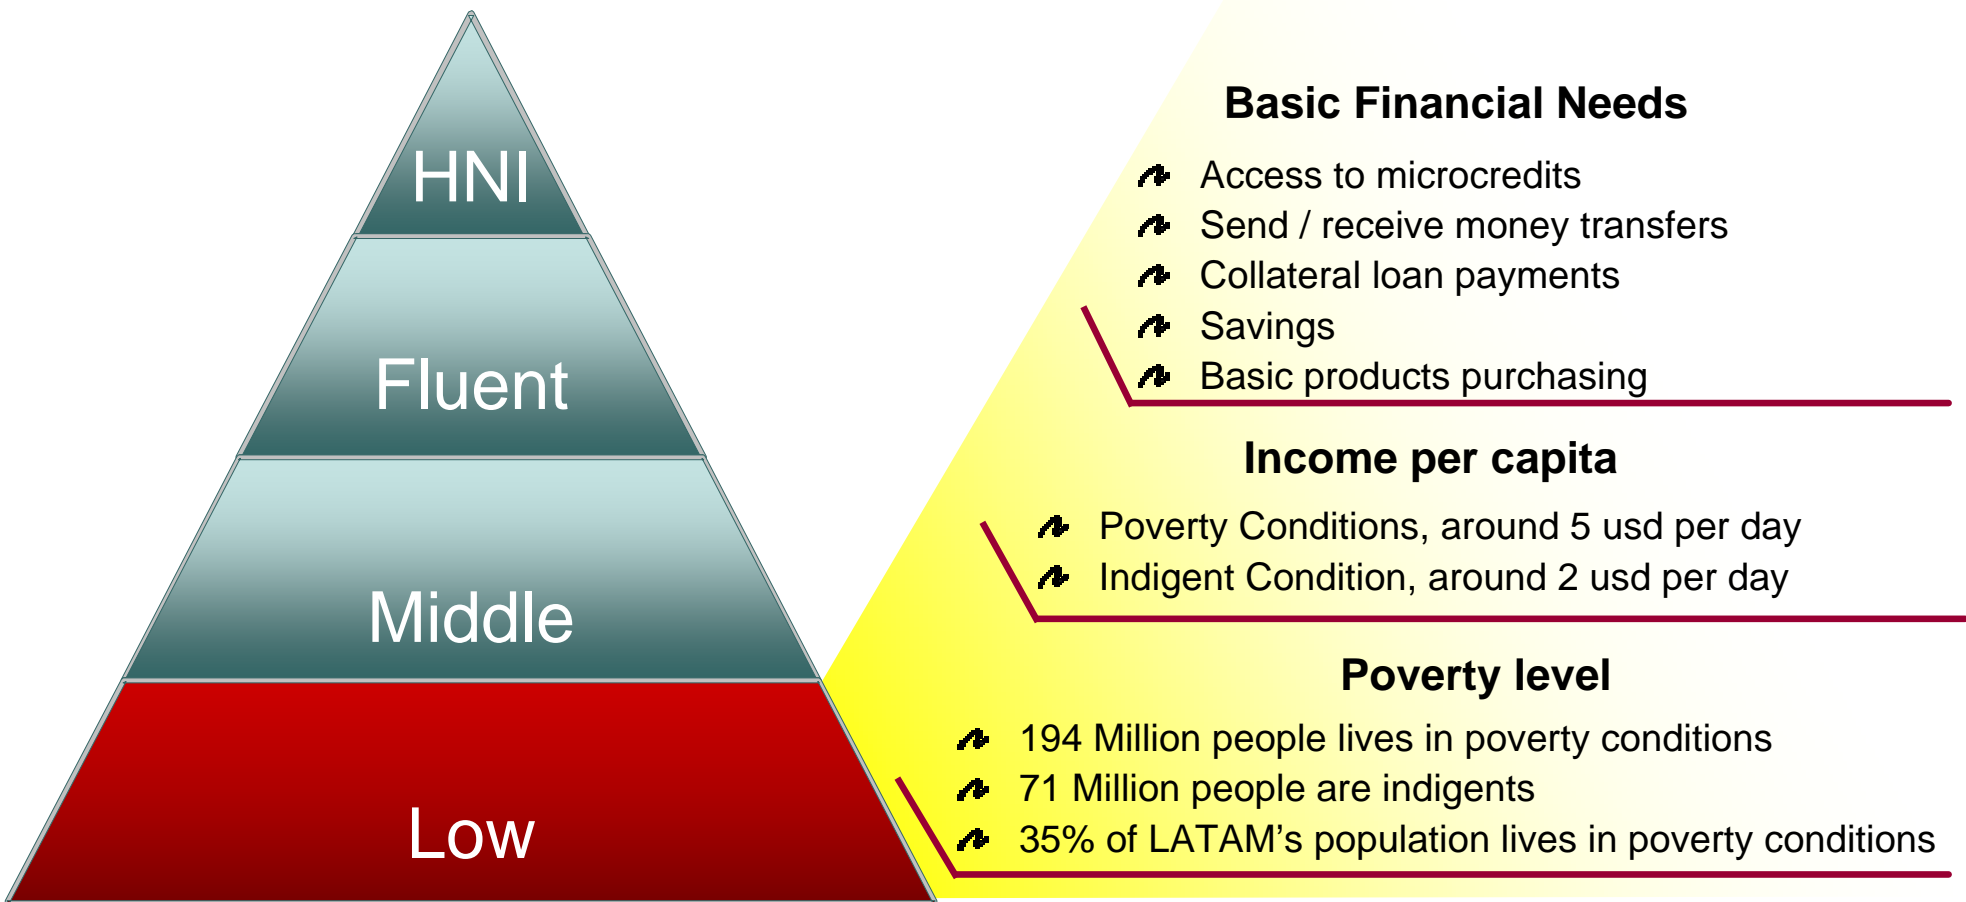 HNI
Fluent
Middle
Low
Basic Financial Needs
Access to microcredits
Send / receive money transfers
Collateral loan payments
Savings
Basic products purchasing
Income per capita
Poverty Conditions, around 5 usd per day
Indigent Condition, around 2 usd per day
Poverty level
194 Million people lives in poverty conditions
71 Million people are indigents
35% of LATAM's population lives in poverty conditions